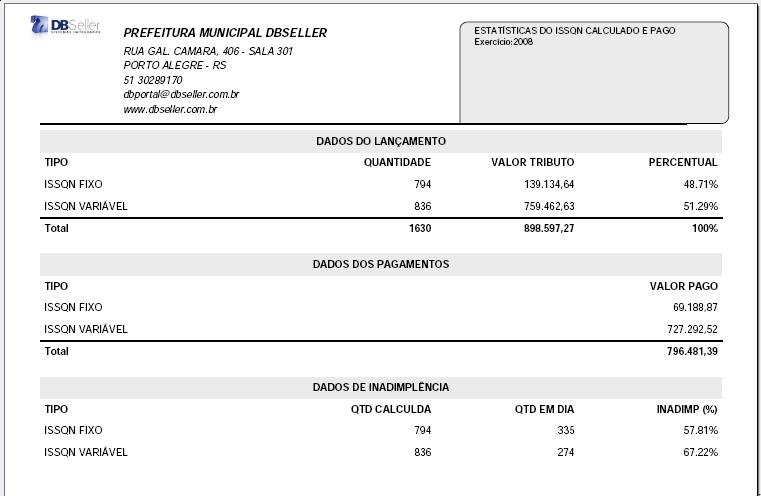 DBSeller
SISTEMAS INTEGRADOS
PREFEITURA MUNICIPAL DBSELLER
RUA GAL. CAMARA, 406 - SALA 301
PORTO ALEGRE - RS
51 30289170
dbportal@dbseller.com.br
www.dbseller.com.br
ESTATÍSTICAS DO ISSQN CALCULADO E PAGO
Exercício:2008
DADOS DO LANÇAMENTO
TIPO QUANTIDADE VALOR TRIBUTO PERCENTUAL
ISSQN FIXO 794 139.134,64 48.71%
ISSQN VARIÁVEL 836 759.462,63 51.29%
Total 1630 898.597,27 100%
DADOS DOS PAGAMENTOS
TIPO VALOR PAGO
ISSQN FIXO 69.188,87
ISSQN VARIÁVEL 727.292,52
Total 796.481,39
DADOS DE INADIMPLÊNCIA
TIPO QTD CALCULDA QTD EM DIA INADIMP (%)
ISSQN FIXO 794 335 57.81%
ISSQN VARIÁVEL 836 274 67.22%